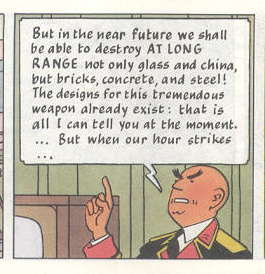 But in the near future we shall
be able to destroy AT LONG
RANGE not only glass and china,
but bricks, concrete, and steel!
The designs for this tremendous
weapon already exist: that is
all I can tell you at the moment.
... But when our hour strikes
...